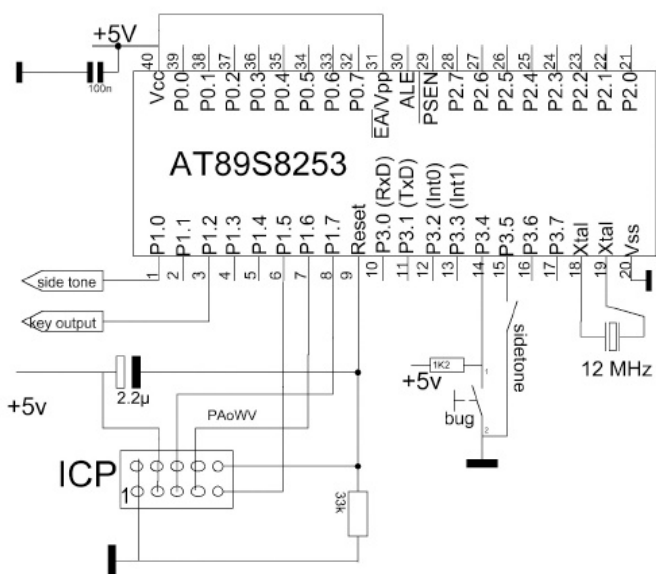 +5V
100n
40
39
38
37
36
35
34
33
32
31
30
29
28
27
26
25
24
23
22
21
Vcc
P0.0
P0.1
P0.2
P0.3
P0.4
P0.5
P0.6
P0.7
EA/Vpp
ALE
PSEN
P2.7
P2.6
P2.5
P2.4
P2.3
P2.2
P2.1
P2.0
AT89S8253
P1.0
P1.1
P1.2
P1.3
P1.4
P1.5
P1.6
P1.7
Reset
P3.0 (RxD)
P3.1 (TxD)
P3.2 (Int0)
P3.3 (Int1)
P3.4
P3.5
P3.6
P3.7
Xtal
Xtal
Vss
1
2
3
4
5
6
7
8
9
10
11
12
13
14
15
16
17
18
19
20
side tone
key output
sidetone
1K2
1
+5v
12 MHz
+5v
2.2µ
PAoWV
bug
2
ICP
1
33k